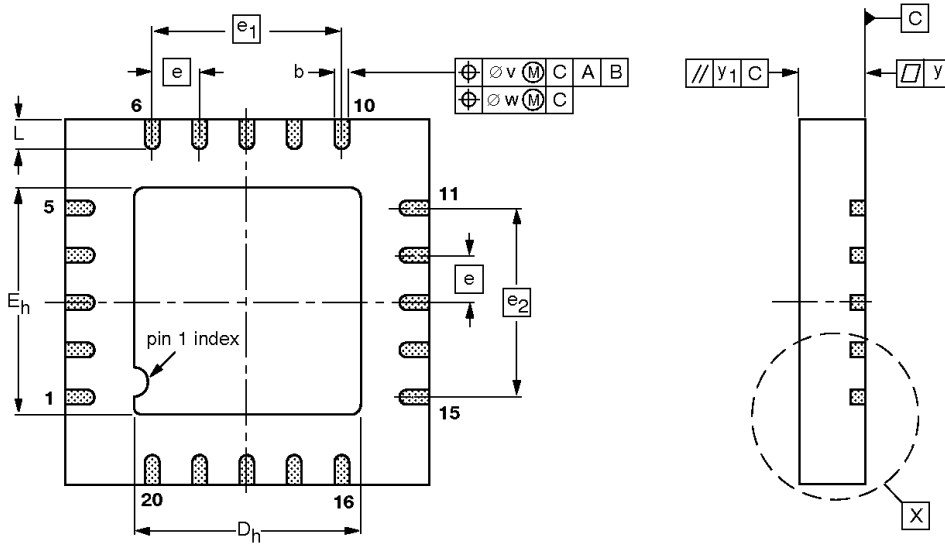 e1
C
e
b
⌖ ⌀ v Ⓜ C A B
⌖ ⌀ w Ⓜ C
// y1 C
▱ y
6
10
L
5
11
Eh
e
e2
pin 1 index
1
15
20
16
Dh
X